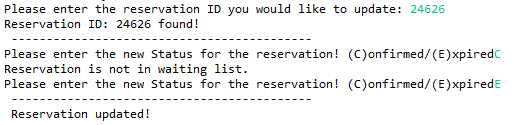 Please enter the reservation ID you would like to update: 24626
Reservation ID: 24626 found!
-------------------------------------------
Please enter the new Status for the reservation! (C)onfirmed/(E)xpiredC
Reservation is not in waiting list.
Please enter the new Status for the reservation! (C)onfirmed/(E)xpiredE
-------------------------------------------
Reservation updated!